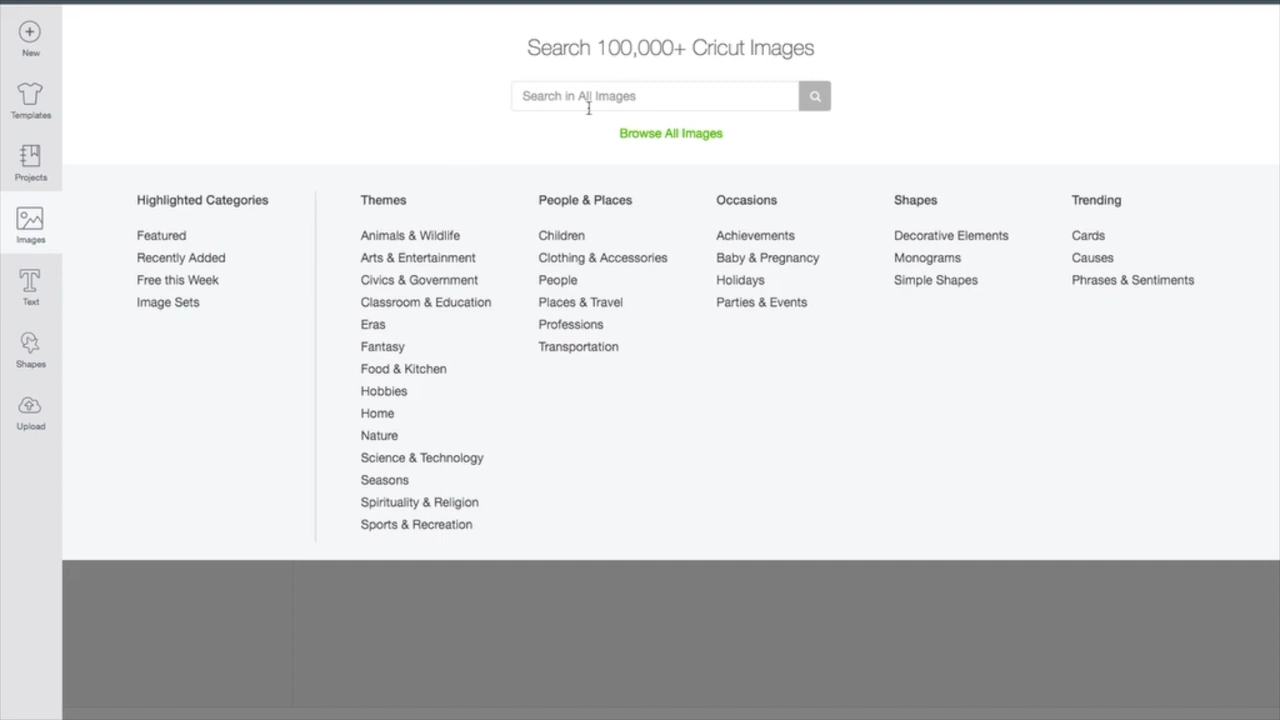 New
Templates
Projects
Images
Text
Shapes
Upload
Search 100,000+ Cricut Images
Search in All Images
Browse All Images
Highlighted Categories
Featured
Recently Added
Free this Week
Image Sets
Themes
Animals & Wildlife
Arts & Entertainment
Civics & Government
Classroom & Education
Eras
Fantasy
Food & Kitchen
Hobbies
Home
Nature
Science & Technology
Seasons
Spirituality & Religion
Sports & Recreation
People & Places
Children
Clothing & Accessories
People
Places & Travel
Professions
Transportation
Occasions
Achievements
Baby & Pregnancy
Holidays
Parties & Events
Shapes
Decorative Elements
Monograms
Simple Shapes
Trending
Cards
Causes
Phrases & Sentiments